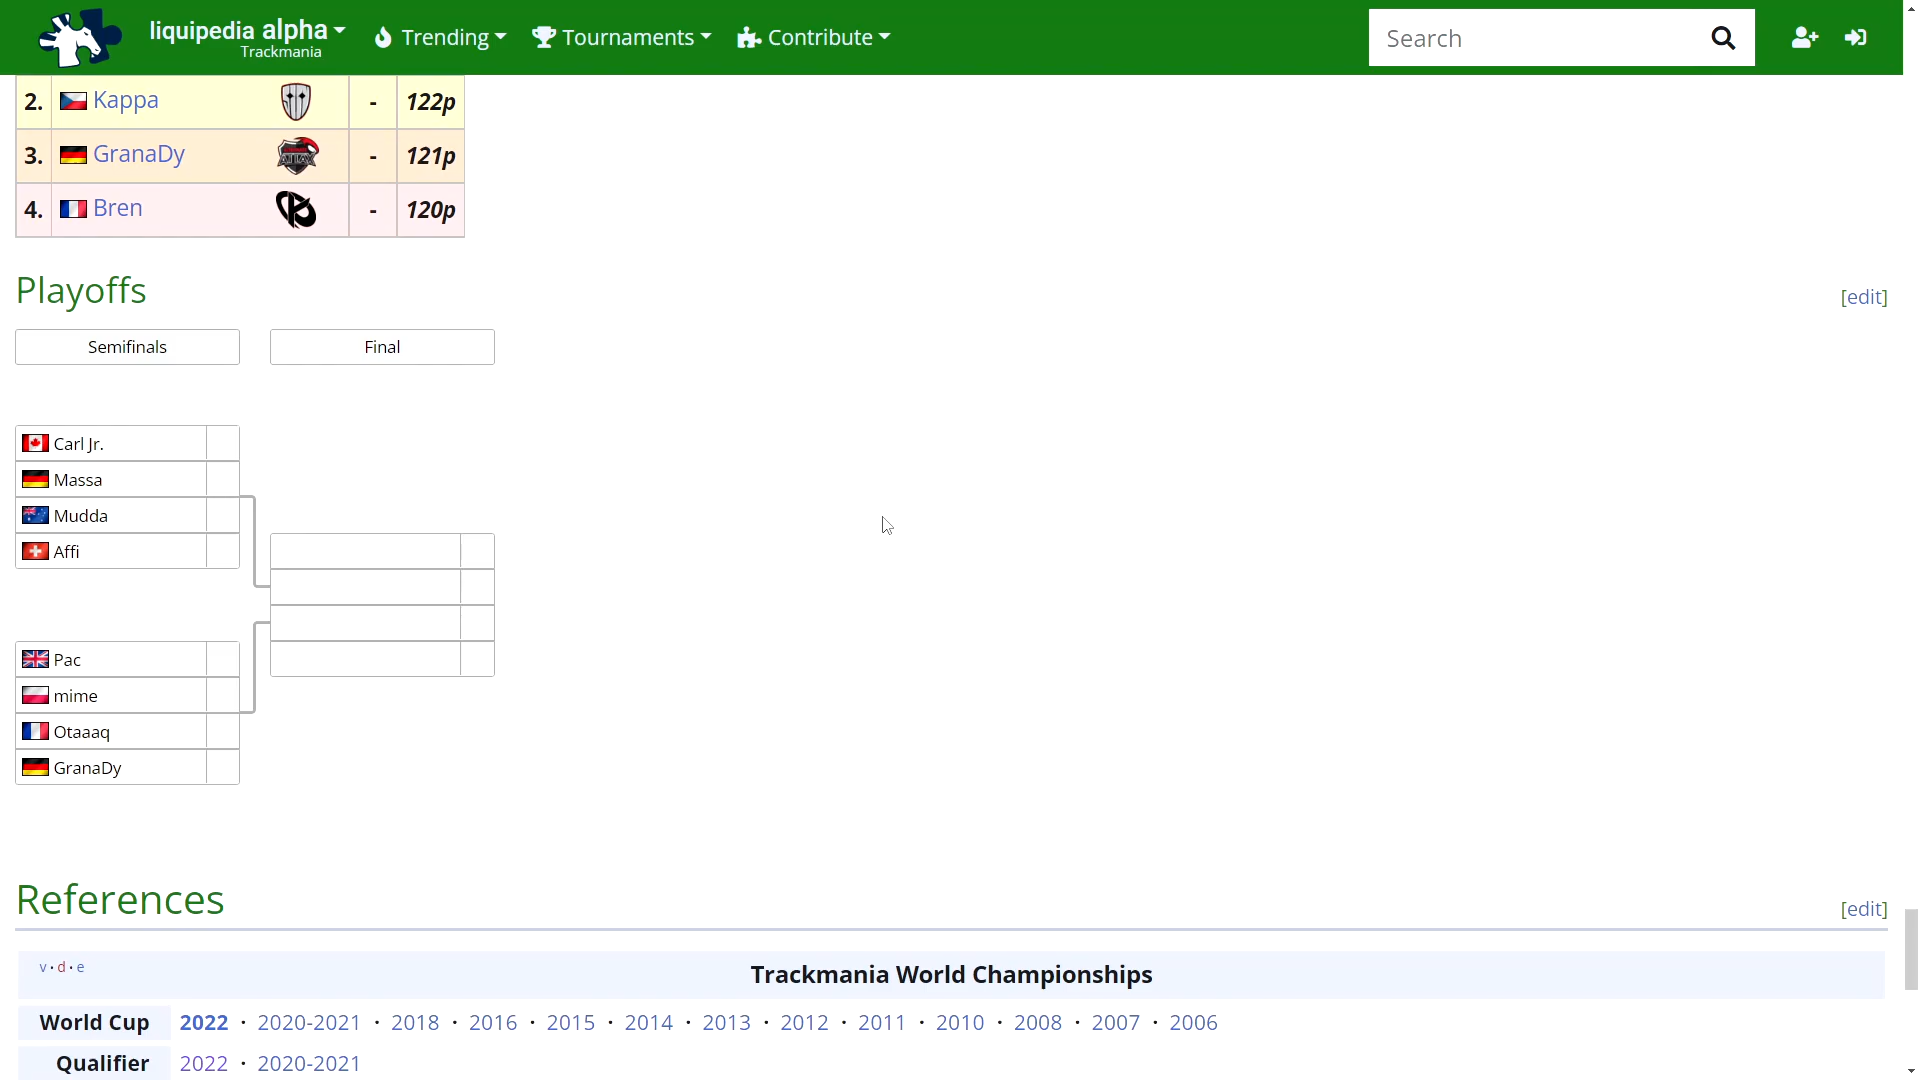 liquipedia alpha
Trackmania
Trending
Tournaments
Contribute
Search
2. Kappa - 122p
3. GranaDy - 121p
4. Bren - 120p
Playoffs
[edit]
Semifinals
Final
Carl Jr.
Massa
Mudda
Affi
Pac
mime
Otaaaq
GranaDy
References
[edit]
v · d · e
Trackmania World Championships
World Cup 2022 · 2020-2021 · 2018 · 2016 · 2015 · 2014 · 2013 · 2012 · 2011 · 2010 · 2008 · 2007 · 2006
Qualifier 2022 · 2020-2021